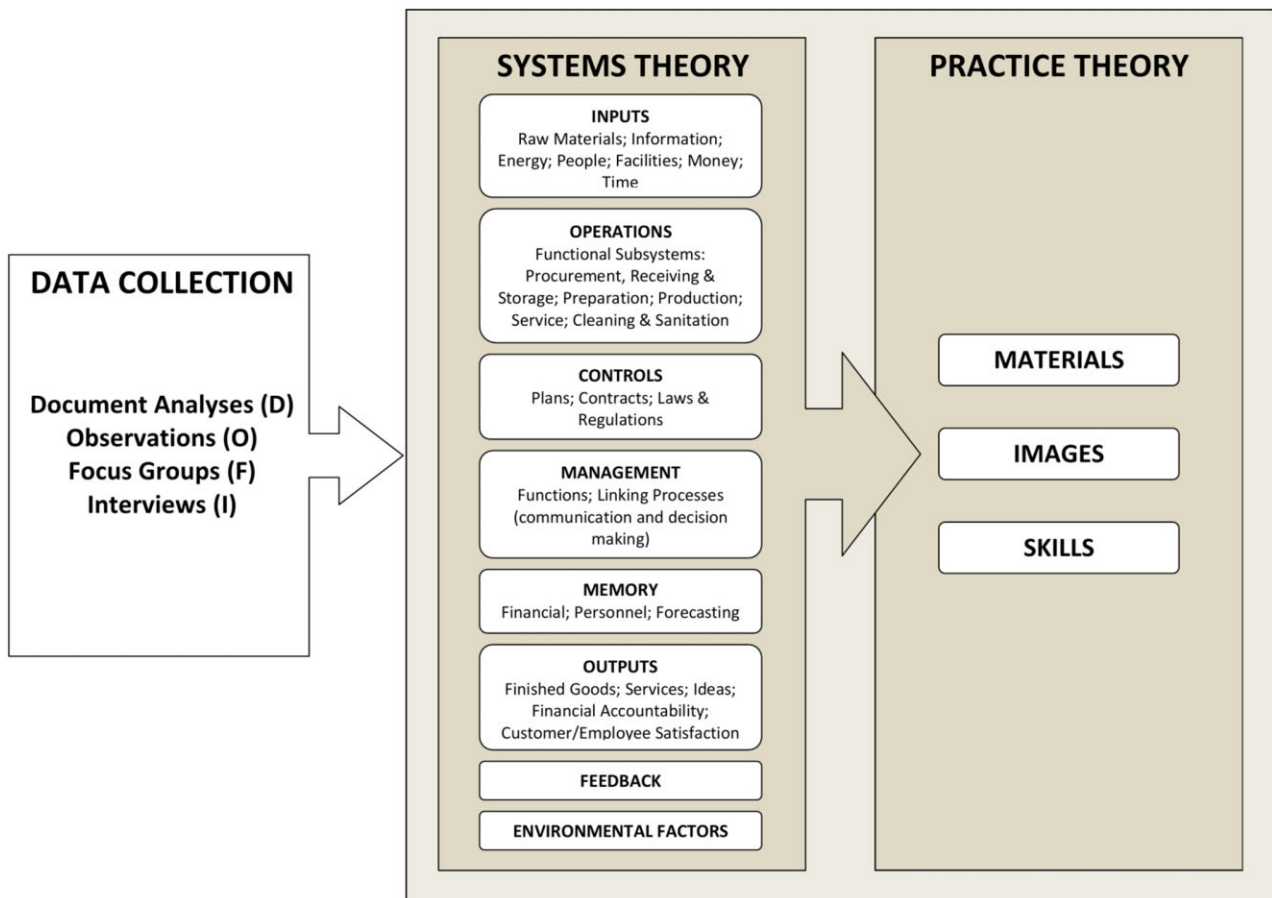 DATA COLLECTION
Document Analyses (D)
Observations (O)
Focus Groups (F)
Interviews (I)
SYSTEMS THEORY
INPUTS
Raw Materials; Information;
Energy; People; Facilities; Money;
Time
OPERATIONS
Functional Subsystems:
Procurement, Receiving &
Storage; Preparation; Production;
Service; Cleaning & Sanitation
CONTROLS
Plans; Contracts; Laws &
Regulations
MANAGEMENT
Functions; Linking Processes
(communication and decision
making)
MEMORY
Financial; Personnel; Forecasting
OUTPUTS
Finished Goods; Services; Ideas;
Financial Accountability;
Customer/Employee Satisfaction
FEEDBACK
ENVIRONMENTAL FACTORS
PRACTICE THEORY
MATERIALS
IMAGES
SKILLS